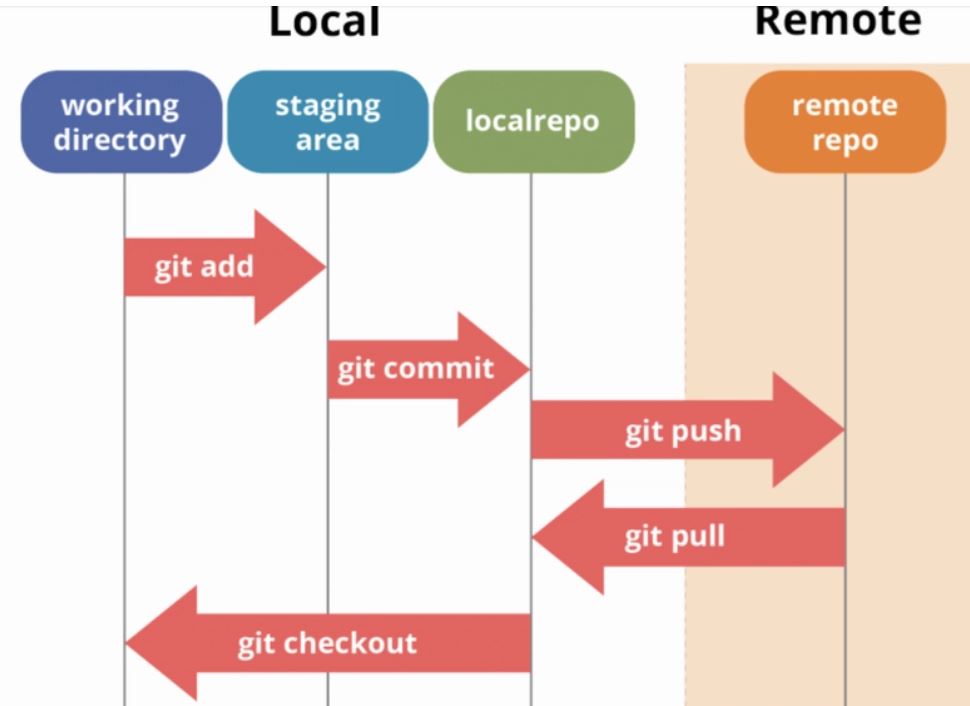 Local
Remote
working
directory
staging
area
localrepo
remote
repo
git add
git commit
git push
git pull
git checkout